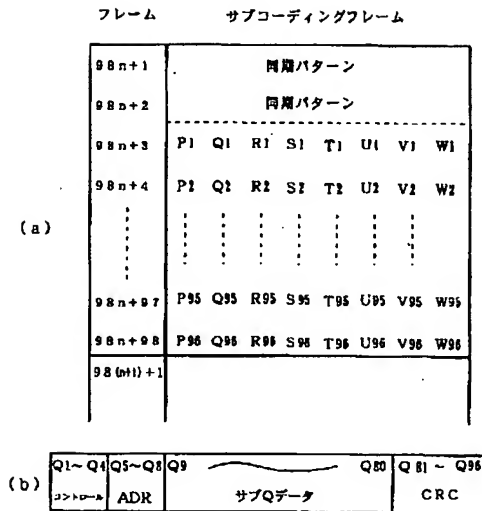 フレーム サブコーディングフレーム
98n+1 同期パターン
98n+2 同期パターン
98n+3 P1 Q1 R1 S1 T1 U1 V1 W1
98n+4 P2 Q2 R2 S2 T2 U2 V2 W2
(a)
98n+97 P95 Q95 R95 S95 T95 U95 V95 W95
98n+98 P96 Q96 R96 S96 T96 U96 V96 W96
98(n+1)+1
(b)
Q1~Q4 Q5~Q8 Q9 Q80 Q81~Q96
コントロール ADR サブQデータ CRC